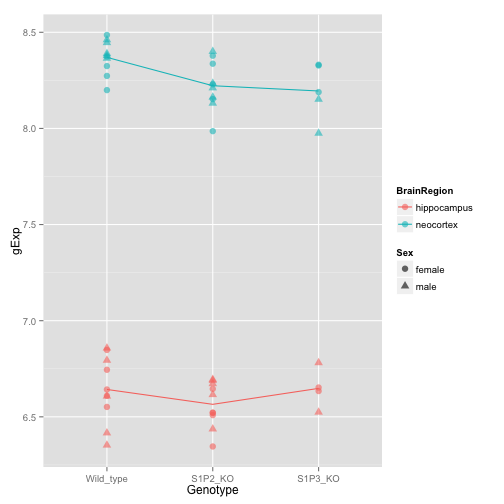 8.5
8.0
7.5
7.0
6.5
gExp
Wild_type S1P2_KO S1P3_KO
Genotype
BrainRegion
hippocampus
neocortex
Sex
female
male